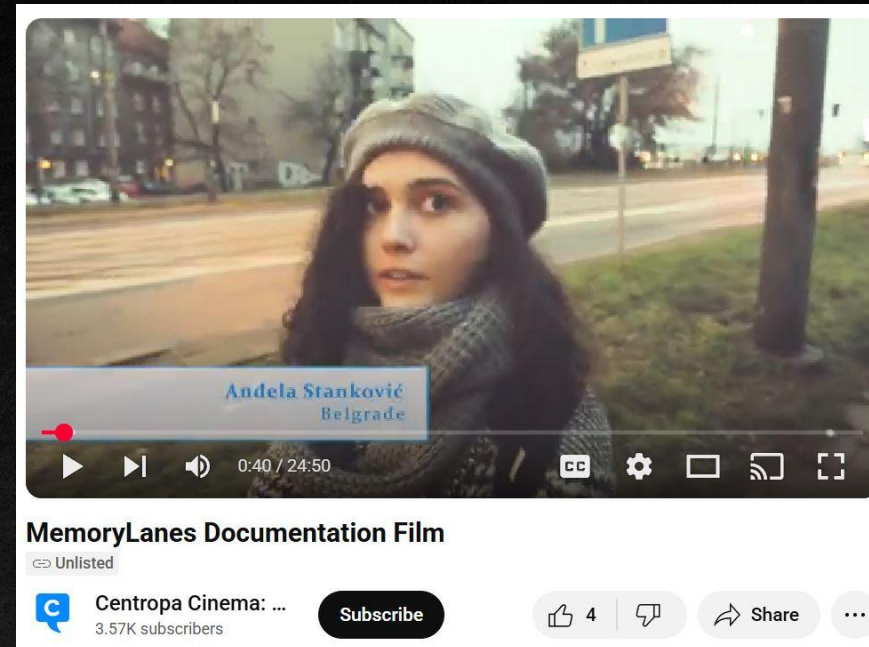 Anđela Stanković
Belgrade
0:40 / 24:50
CC
MemoryLanes Documentation Film
Unlisted
C
Centropa Cinema: ...
3.57K subscribers
Subscribe
4
Share